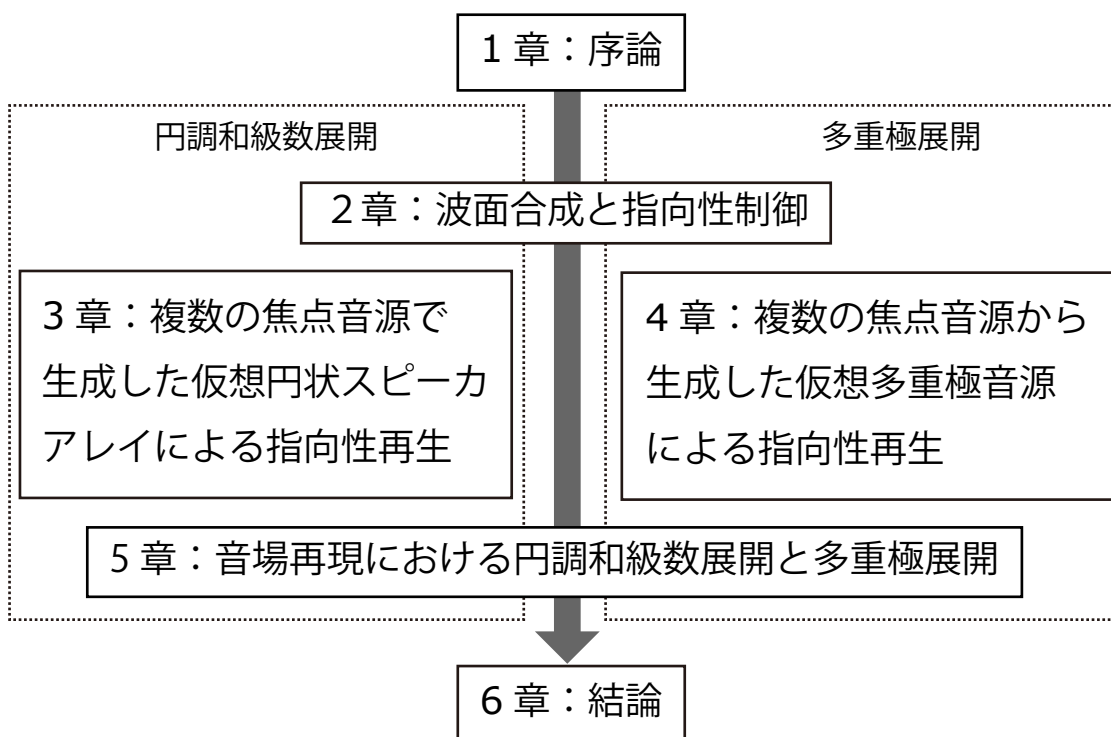 1 章：序論
円調和級数展開
多重極展開
２章：波面合成と指向性制御
3 章：複数の焦点音源で
生成した仮想円状スピーカ
アレイによる指向性再生
4 章：複数の焦点音源から
生成した仮想多重極音源
による指向性再生
5 章：音場再現における円調和級数展開と多重極展開
6 章：結論